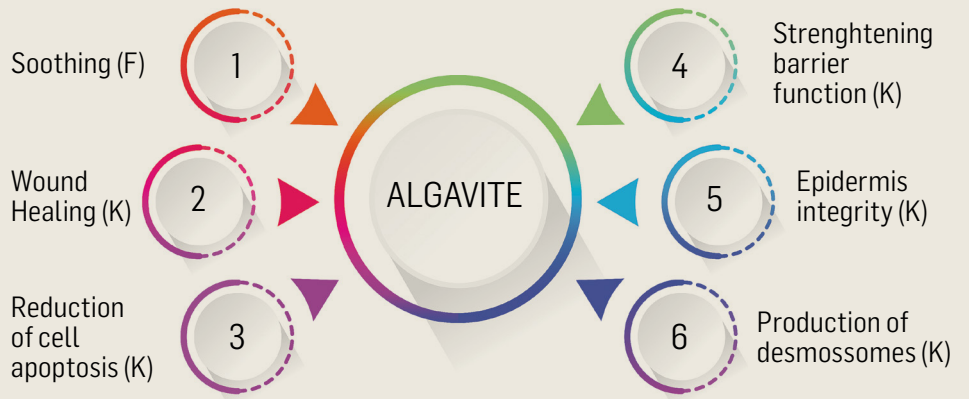 Soothing (F)
1
Wound
Healing (K)
2
Reduction
of cell
apoptosis (K)
3
ALGAVITE
4
Strenghtening
barrier
function (K)
5
Epidermis
integrity (K)
6
Production of
desmossomes (K)